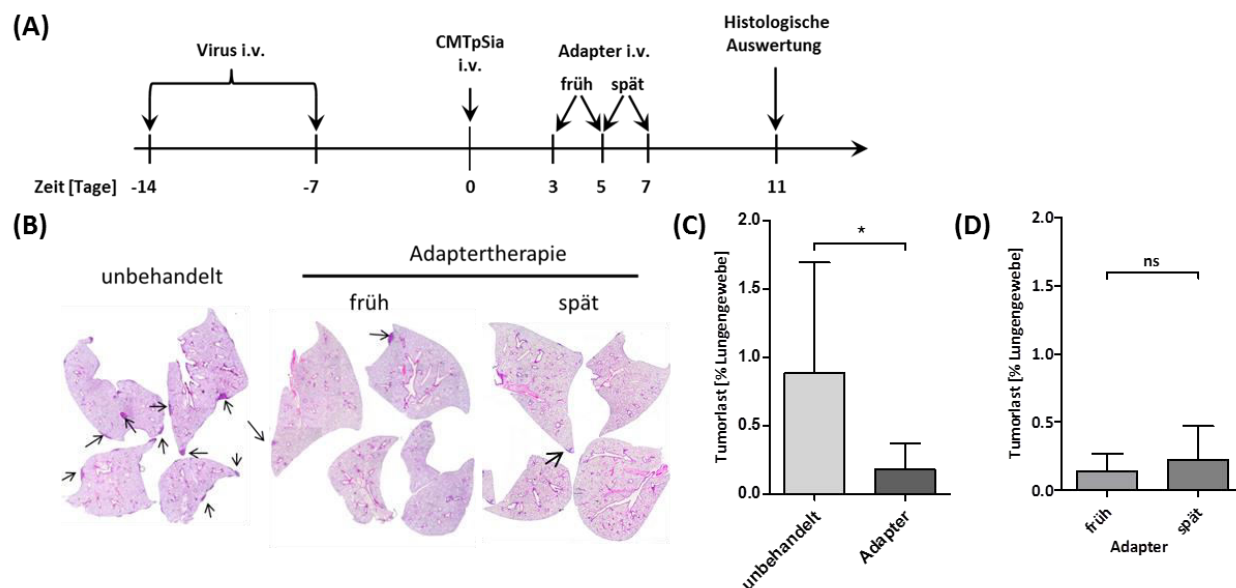 (A)
Virus i.v.
CMTpSia
i.v.
Adapter i.v.
früh spät
Histologische
Auswertung
Zeit [Tage] -14 -7 0 3 5 7 11
(B)
unbehandelt
Adaptertherapie
früh spät
(C)
Tumorlast [% Lungengewebe]
2.0
1.5
1.0
0.5
0.0
*
unbehandelt
Adapter
(D)
Tumorlast [% Lungengewebe]
2.0
1.5
1.0
0.5
0.0
ns
früh
spät
Adapter